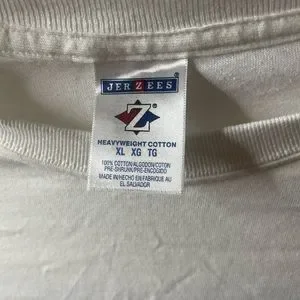 JERZEES
Z®
HEAVYWEIGHT COTTON
XL XG TG
100% COTTON/ALGODON/COTON
PRE-SHRUNK/PRE-ENCOGIDO
MADE IN/HECHO EN/FABRIQUE AU
EL SALVADOR